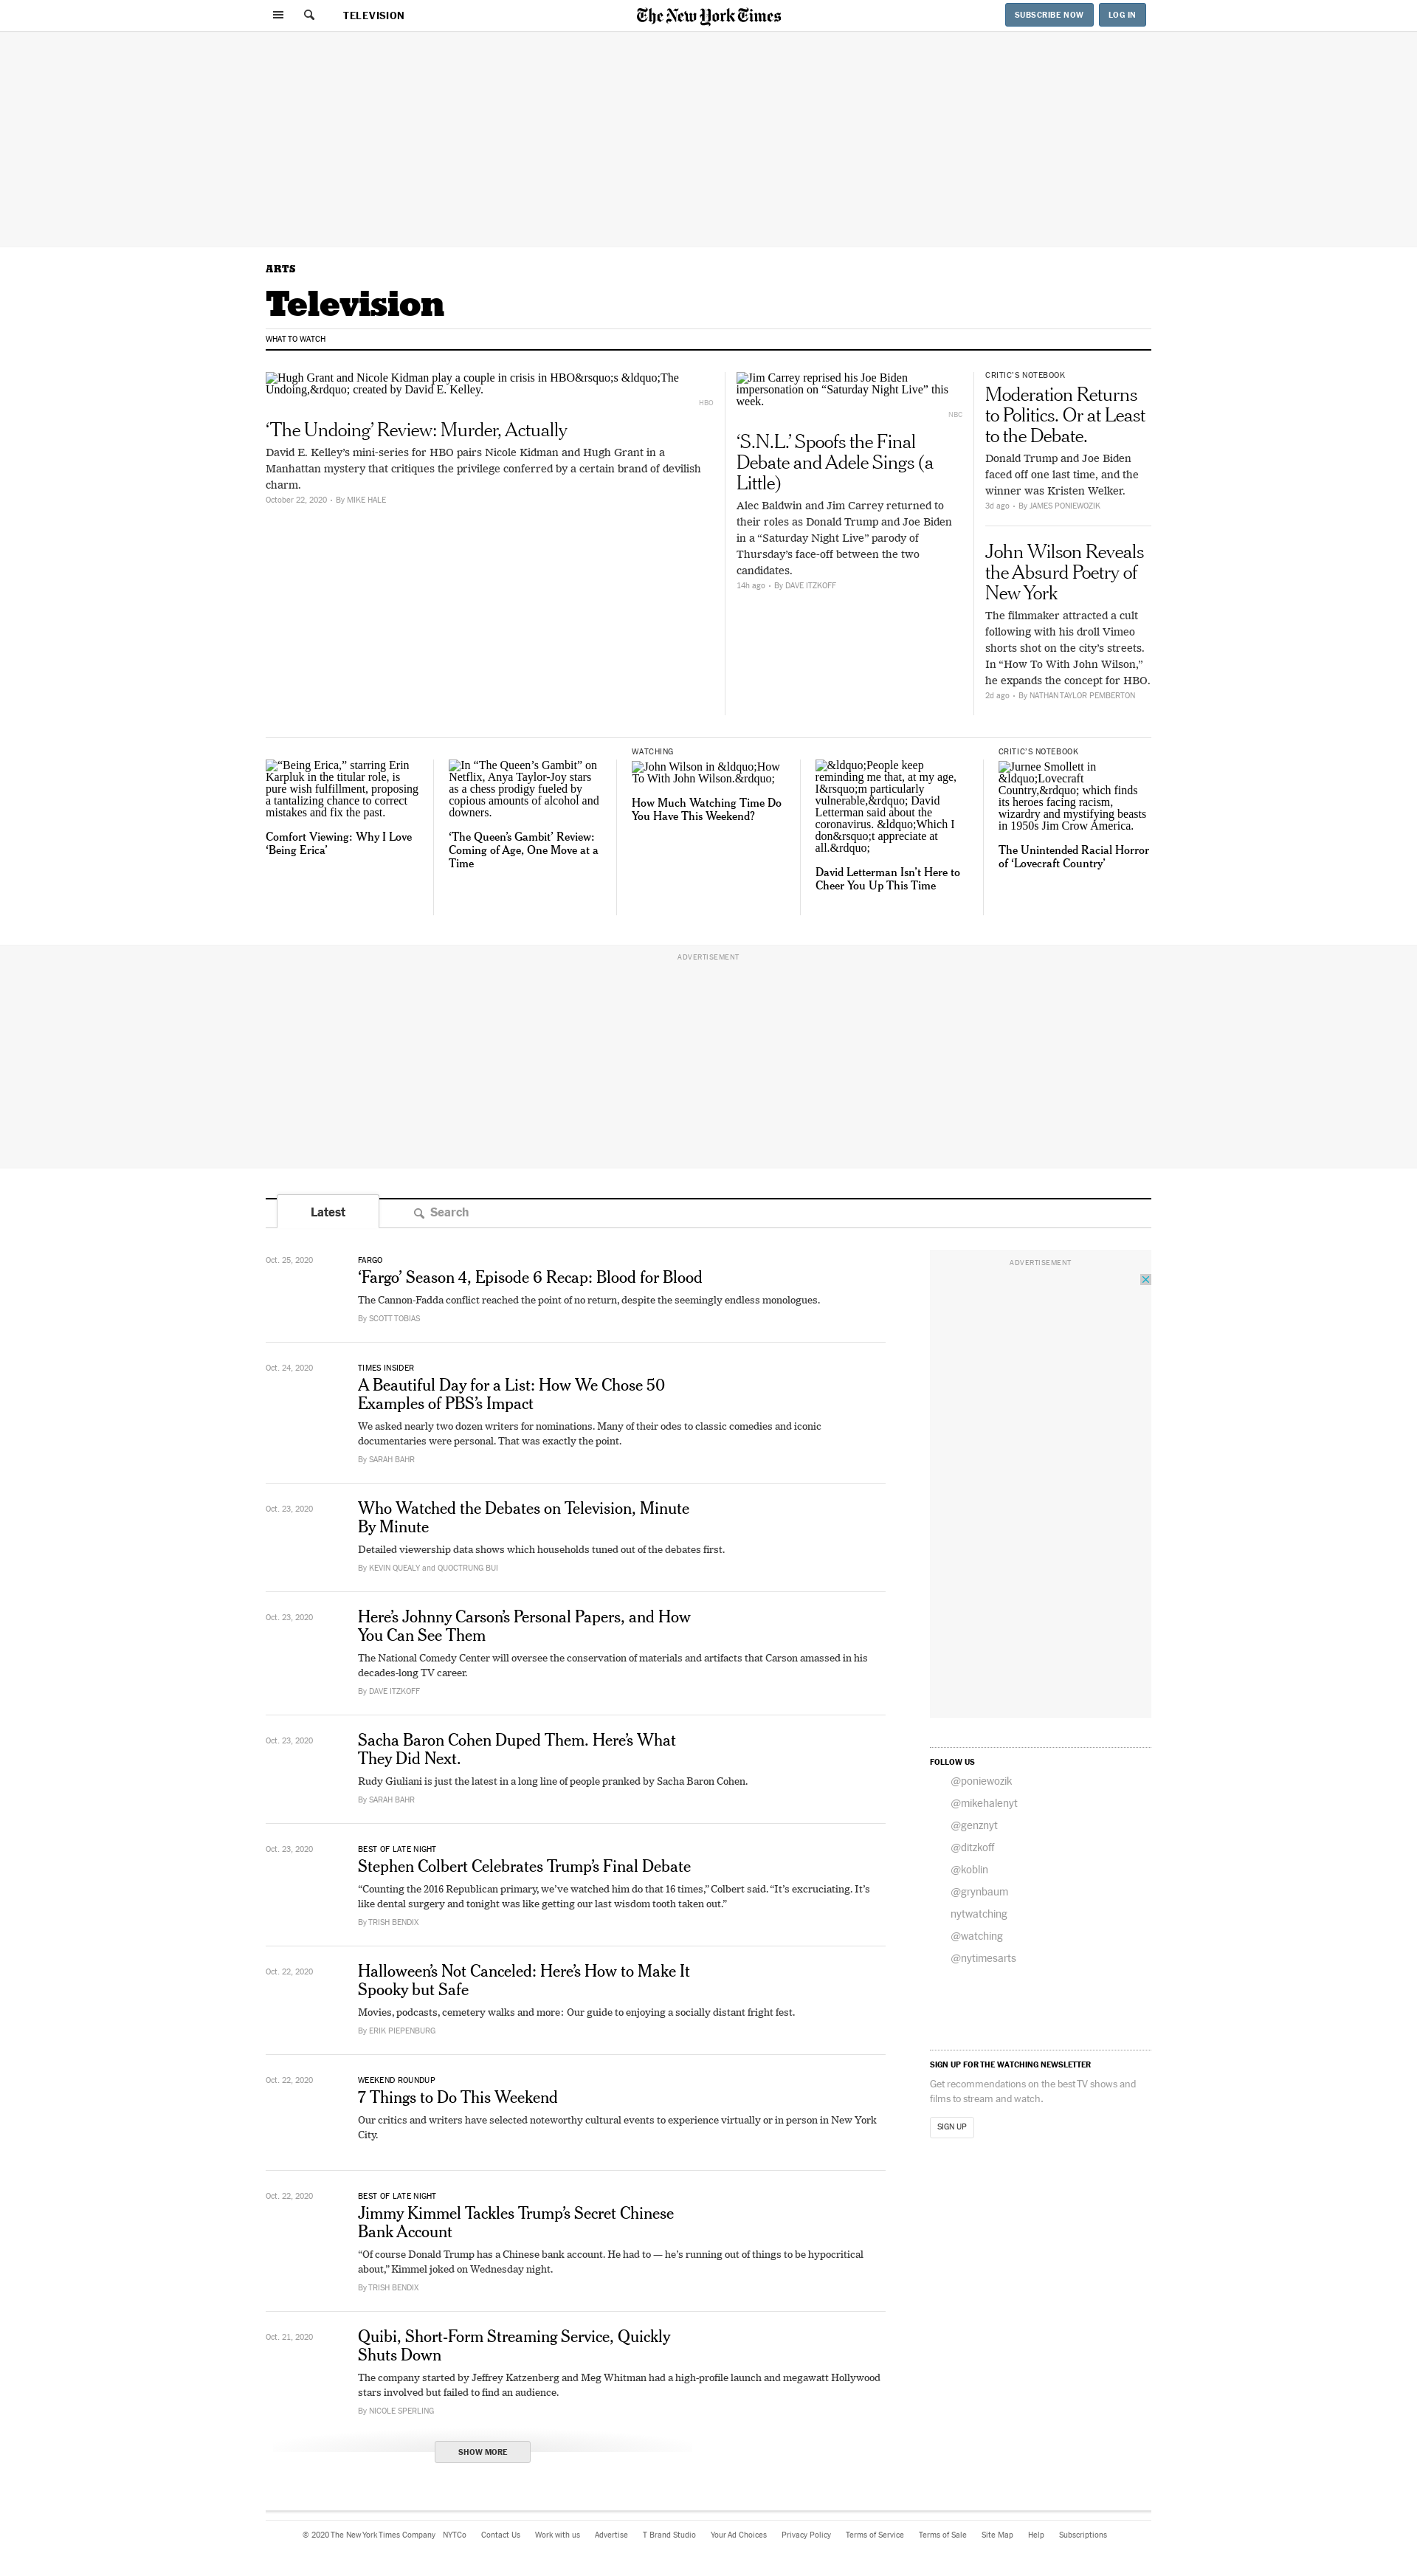 TELEVISION
The New York Times
SUBSCRIBE NOW
LOG IN
ARTS
Television
WHAT TO WATCH
Hugh Grant and Nicole Kidman play a couple in crisis in HBO&rsquo;s &ldquo;The
Undoing,&rdquo; created by David E. Kelley.
HBO
‘The Undoing’ Review: Murder, Actually
David E. Kelley’s mini-series for HBO pairs Nicole Kidman and Hugh Grant in a
Manhattan mystery that critiques the privilege conferred by a certain brand of devilish
charm.
October 22, 2020 • By MIKE HALE
Jim Carrey reprised his Joe Biden
impersonation on “Saturday Night Live” this
week.
NBC
‘S.N.L.’ Spoofs the Final
Debate and Adele Sings (a
Little)
Alec Baldwin and Jim Carrey returned to
their roles as Donald Trump and Joe Biden
in a “Saturday Night Live” parody of
Thursday’s face-off between the two
candidates.
14h ago • By DAVE ITZKOFF
CRITIC’S NOTEBOOK
Moderation Returns
to Politics. Or at Least
to the Debate.
Donald Trump and Joe Biden
faced off one last time, and the
winner was Kristen Welker.
3d ago • By JAMES PONIEWOZIK
John Wilson Reveals
the Absurd Poetry of
New York
The filmmaker attracted a cult
following with his droll Vimeo
shorts shot on the city’s streets.
In “How To With John Wilson,”
he expands the concept for HBO.
2d ago • By NATHAN TAYLOR PEMBERTON
“Being Erica,” starring Erin
Karpluk in the titular role, is
pure wish fulfillment, proposing
a tantalizing chance to correct
mistakes and fix the past.
Comfort Viewing: Why I Love
‘Being Erica’
In “The Queen’s Gambit” on
Netflix, Anya Taylor-Joy stars
as a chess prodigy fueled by
copious amounts of alcohol and
downers.
‘The Queen’s Gambit’ Review:
Coming of Age, One Move at a
Time
WATCHING
John Wilson in &ldquo;How
To With John Wilson.&rdquo;
How Much Watching Time Do
You Have This Weekend?
&ldquo;People keep
reminding me that, at my age,
I&rsquo;m particularly
vulnerable,&rdquo; David
Letterman said about the
coronavirus. &ldquo;Which I
don&rsquo;t appreciate at
all.&rdquo;
David Letterman Isn’t Here to
Cheer You Up This Time
CRITIC’S NOTEBOOK
Jurnee Smollett in
&ldquo;Lovecraft
Country,&rdquo; which finds
its heroes facing racism,
wizardry and mystifying beasts
in 1950s Jim Crow America.
The Unintended Racial Horror
of ‘Lovecraft Country’
ADVERTISEMENT
Latest
Search
Oct. 25, 2020
FARGO
‘Fargo’ Season 4, Episode 6 Recap: Blood for Blood
The Cannon-Fadda conflict reached the point of no return, despite the seemingly endless monologues.
By SCOTT TOBIAS
Oct. 24, 2020
TIMES INSIDER
A Beautiful Day for a List: How We Chose 50
Examples of PBS’s Impact
We asked nearly two dozen writers for nominations. Many of their odes to classic comedies and iconic
documentaries were personal. That was exactly the point.
By SARAH BAHR
Oct. 23, 2020
Who Watched the Debates on Television, Minute
By Minute
Detailed viewership data shows which households tuned out of the debates first.
By KEVIN QUEALY and QUOCTRUNG BUI
Oct. 23, 2020
Here’s Johnny Carson’s Personal Papers, and How
You Can See Them
The National Comedy Center will oversee the conservation of materials and artifacts that Carson amassed in his
decades-long TV career.
By DAVE ITZKOFF
Oct. 23, 2020
Sacha Baron Cohen Duped Them. Here’s What
They Did Next.
Rudy Giuliani is just the latest in a long line of people pranked by Sacha Baron Cohen.
By SARAH BAHR
Oct. 23, 2020
BEST OF LATE NIGHT
Stephen Colbert Celebrates Trump’s Final Debate
“Counting the 2016 Republican primary, we’ve watched him do that 16 times,” Colbert said. “It’s excruciating. It’s
like dental surgery and tonight was like getting our last wisdom tooth taken out.”
By TRISH BENDIX
Oct. 22, 2020
Halloween’s Not Canceled: Here’s How to Make It
Spooky but Safe
Movies, podcasts, cemetery walks and more: Our guide to enjoying a socially distant fright fest.
By ERIK PIEPENBURG
Oct. 22, 2020
WEEKEND ROUNDUP
7 Things to Do This Weekend
Our critics and writers have selected noteworthy cultural events to experience virtually or in person in New York
City.
Oct. 22, 2020
BEST OF LATE NIGHT
Jimmy Kimmel Tackles Trump’s Secret Chinese
Bank Account
“Of course Donald Trump has a Chinese bank account. He had to — he’s running out of things to be hypocritical
about,” Kimmel joked on Wednesday night.
By TRISH BENDIX
Oct. 21, 2020
Quibi, Short-Form Streaming Service, Quickly
Shuts Down
The company started by Jeffrey Katzenberg and Meg Whitman had a high-profile launch and megawatt Hollywood
stars involved but failed to find an audience.
By NICOLE SPERLING
SHOW MORE
ADVERTISEMENT
FOLLOW US
@poniewozik
@mikehalenyt
@genznyt
@ditzkoff
@koblin
@grynbaum
nytwatching
@watching
@nytimesarts
SIGN UP FOR THE WATCHING NEWSLETTER
Get recommendations on the best TV shows and
films to stream and watch.
SIGN UP
© 2020 The New York Times Company NYTCo Contact Us Work with us Advertise T Brand Studio Your Ad Choices Privacy Policy Terms of Service Terms of Sale Site Map Help Subscriptions